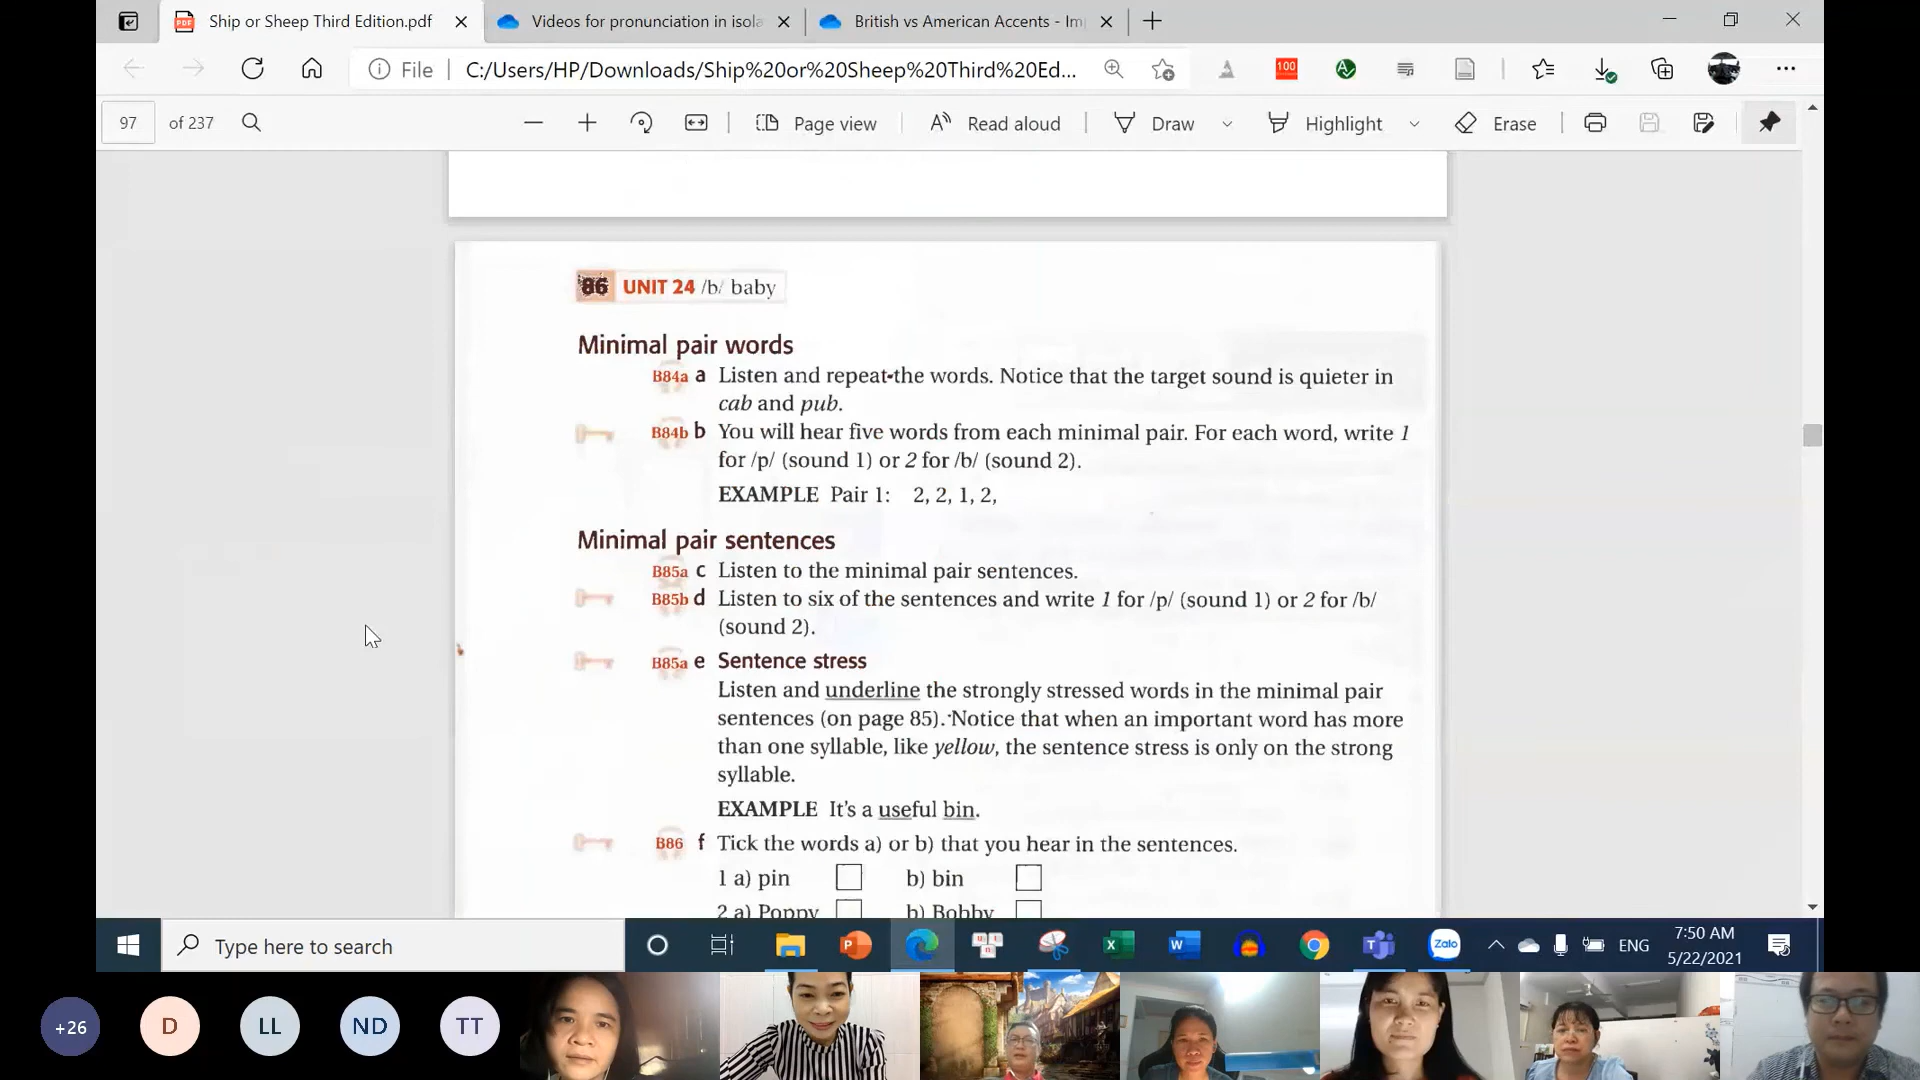 Ship or Sheep Third Edition.pdf
Videos for pronunciation in isola
British vs American Accents - Im
File
C:/Users/HP/Downloads/Ship%20or%20Sheep%20Third%20Ed...
100
97 of 237
Page view
Read aloud
Draw
Highlight
Erase
86 UNIT 24 /b/ baby
Minimal pair words
B84a a Listen and repeat the words. Notice that the target sound is quieter in
cab and pub.
B84b b You will hear five words from each minimal pair. For each word, write 1
for /p/ (sound 1) or 2 for /b/ (sound 2).
EXAMPLE Pair 1: 2, 2, 1, 2,
Minimal pair sentences
B85a c Listen to the minimal pair sentences.
B85b d Listen to six of the sentences and write 1 for /p/ (sound 1) or 2 for /b/
(sound 2).
B85a e Sentence stress
Listen and underline the strongly stressed words in the minimal pair
sentences (on page 85). Notice that when an important word has more
than one syllable, like yellow, the sentence stress is only on the strong
syllable.
EXAMPLE It's a useful bin.
B86 f Tick the words a) or b) that you hear in the sentences.
1 a) pin b) bin
2 a) Poppy b) Bobby
Type here to search
Zalo
ENG
7:50 AM
5/22/2021
+26 D LL ND TT